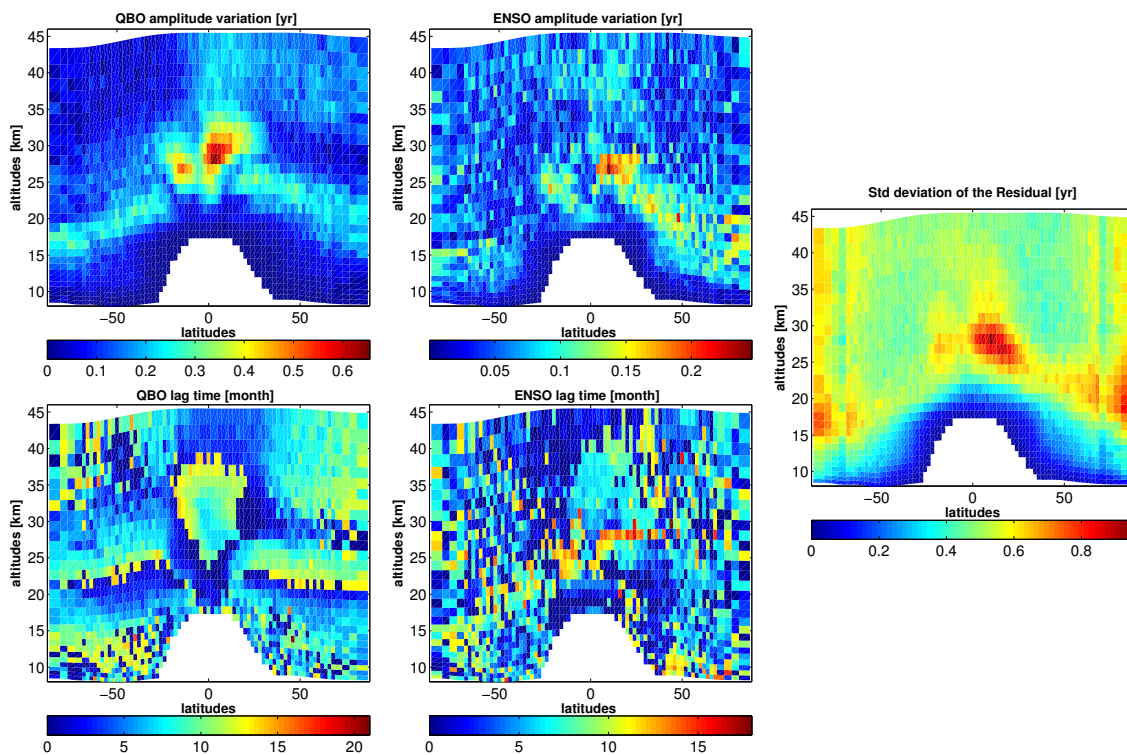 QBO amplitude variation [yr]
45
40
35
30
25
20
15
10
altitudes [km]
−50 0 50
latitudes
0 0.1 0.2 0.3 0.4 0.5 0.6
ENSO amplitude variation [yr]
45
40
35
30
25
20
15
10
altitudes [km]
−50 0 50
latitudes
0.05 0.1 0.15 0.2
QBO lag time [month]
45
40
35
30
25
20
15
10
altitudes [km]
−50 0 50
latitudes
0 5 10 15 20
ENSO lag time [month]
45
40
35
30
25
20
15
10
altitudes [km]
−50 0 50
latitudes
0 5 10 15
Std deviation of the Residual [yr]
45
40
35
30
25
20
15
10
altitudes [km]
−50 0 50
latitudes
0 0.2 0.4 0.6 0.8